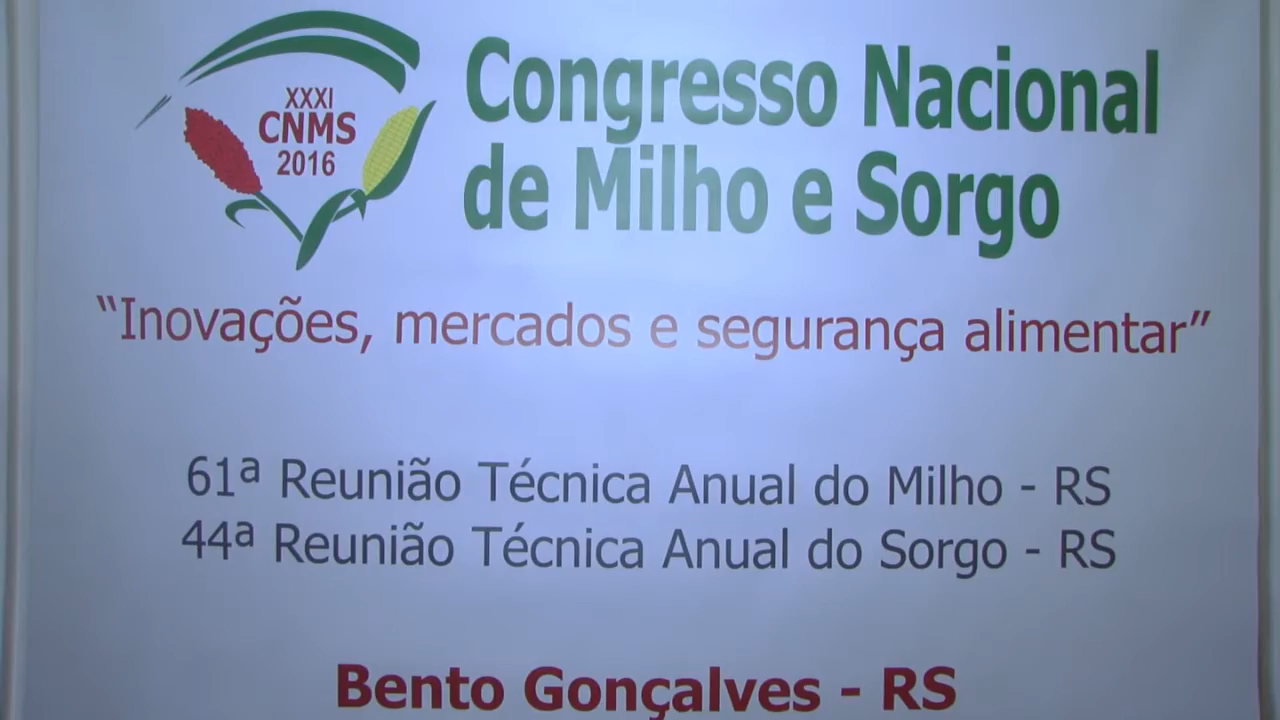 XXXI
CNMS
2016
Congresso Nacional
de Milho e Sorgo
“Inovações, mercados e segurança alimentar”
61ª Reunião Técnica Anual do Milho - RS
44ª Reunião Técnica Anual do Sorgo - RS
Bento Gonçalves - RS